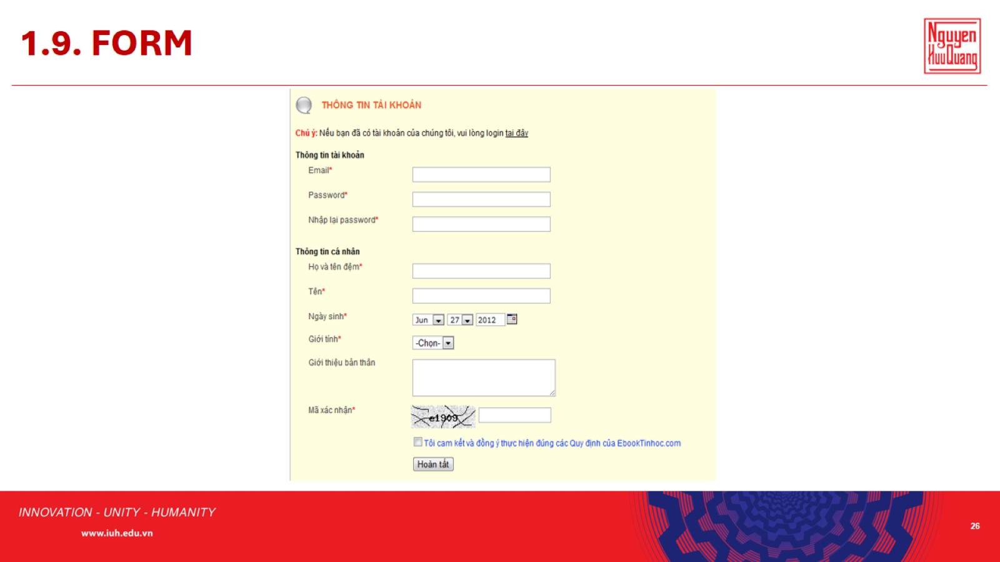 1.9. FORM
Nguyen
HuuQuang
THÔNG TIN TÀI KHOẢN
Chú ý: Nếu bạn đã có tài khoản của chúng tôi, vui lòng login tại đây
Thông tin tài khoản
Email*
Password*
Nhập lại password*
Thông tin cá nhân
Họ và tên đệm*
Tên*
Ngày sinh* Jun 27 2012
Giới tính* -Chọn-
Giới thiệu bản thân
Mã xác nhận* e1909
Tôi cam kết và đồng ý thực hiện đúng các Quy định của EbookTinhoc.com
Hoàn tất
INNOVATION - UNITY - HUMANITY
www.iuh.edu.vn
26